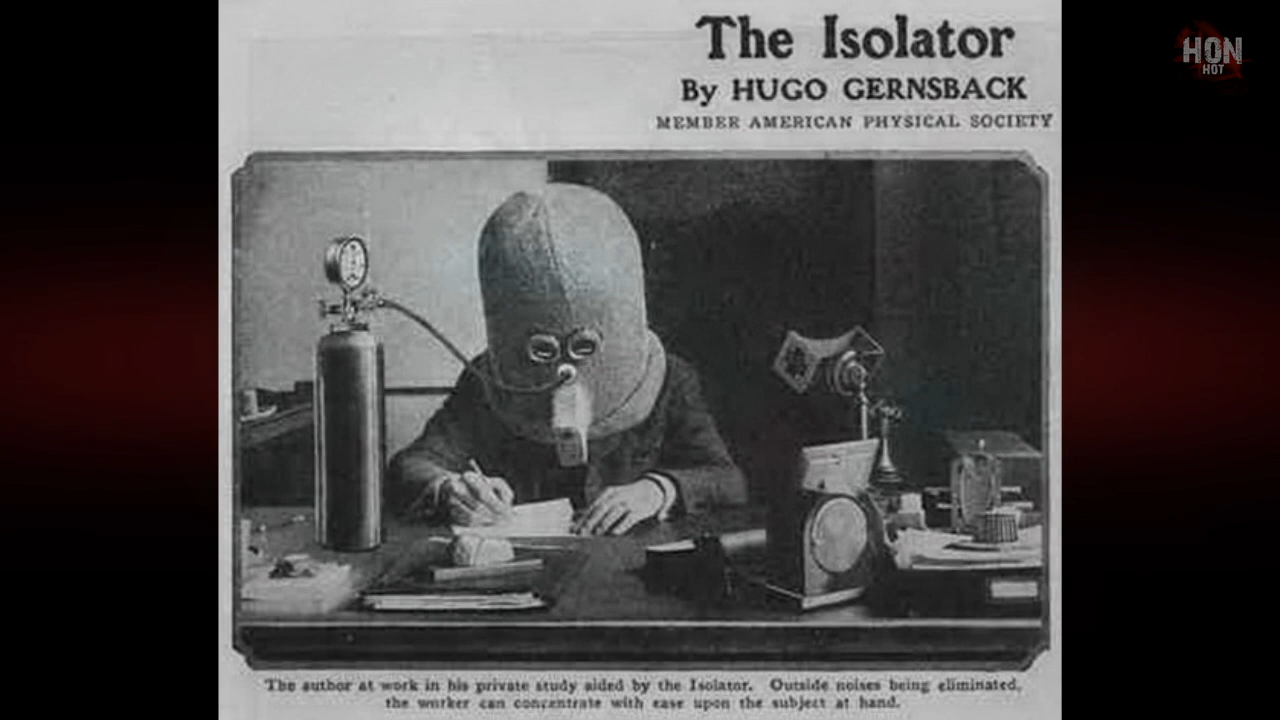 The Isolator
By HUGO GERNSBACK
MEMBER AMERICAN PHYSICAL SOCIETY
HON
HOT
The author at work in his private study aided by the Isolator. Outside noises being eliminated,
the worker can concentrate with ease upon the subject at hand.